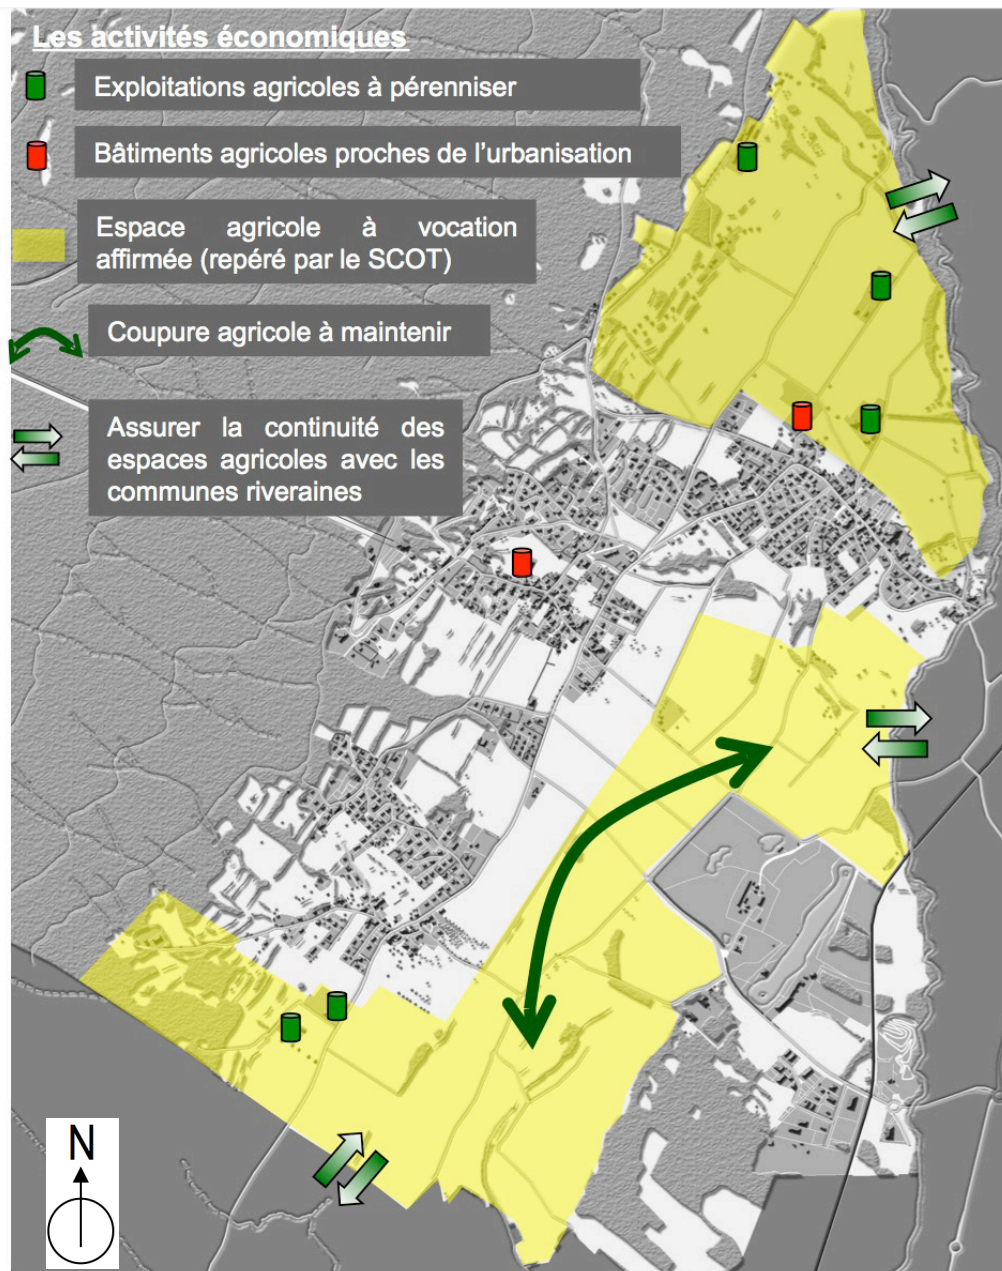 Les activités économiques
Exploitations agricoles à pérenniser
Bâtiments agricoles proches de l'urbanisation
Espace agricole à vocation
affirmée (repéré par le SCOT)
Coupure agricole à maintenir
Assurer la continuité des
espaces agricoles avec les
communes riveraines
N